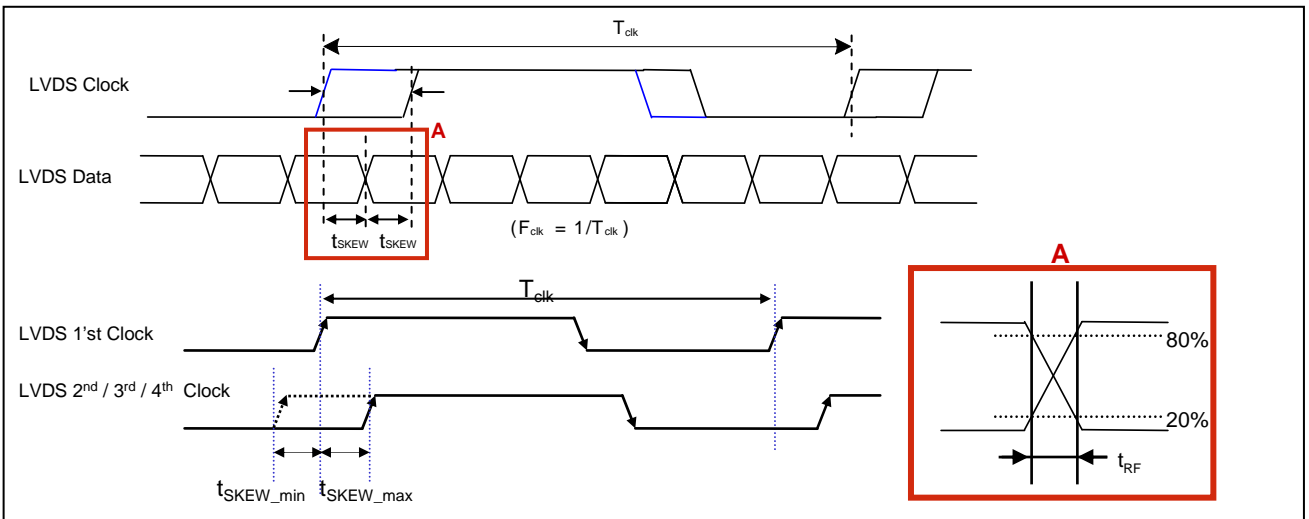 Tclk
LVDS Clock
A
LVDS Data
tSKEW tSKEW
(Fclk = 1/Tclk )
A
Tclk
LVDS 1'st Clock
80%
LVDS 2nd / 3rd / 4th Clock
20%
tRF
tSKEW_min tSKEW_max